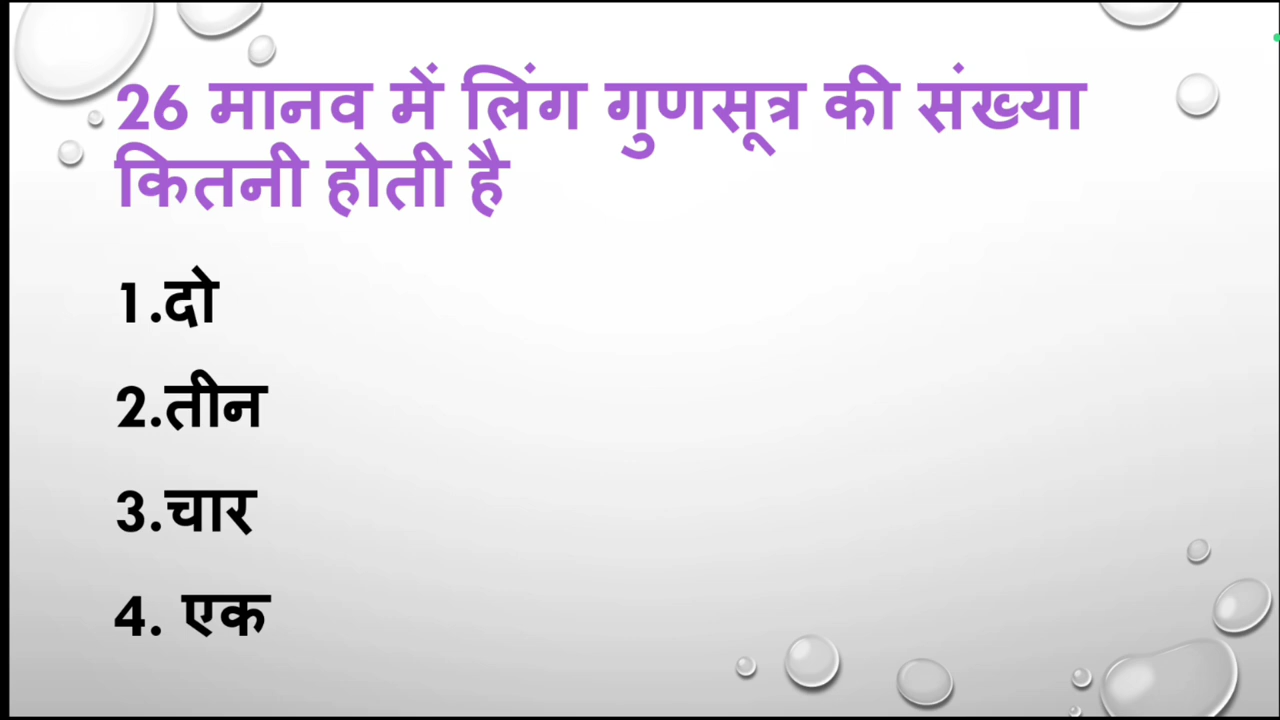 26 मानव में लिंग गुणसूत्र की संख्या
कितनी होती है
1.दो
2.तीन
3.चार
4. एक